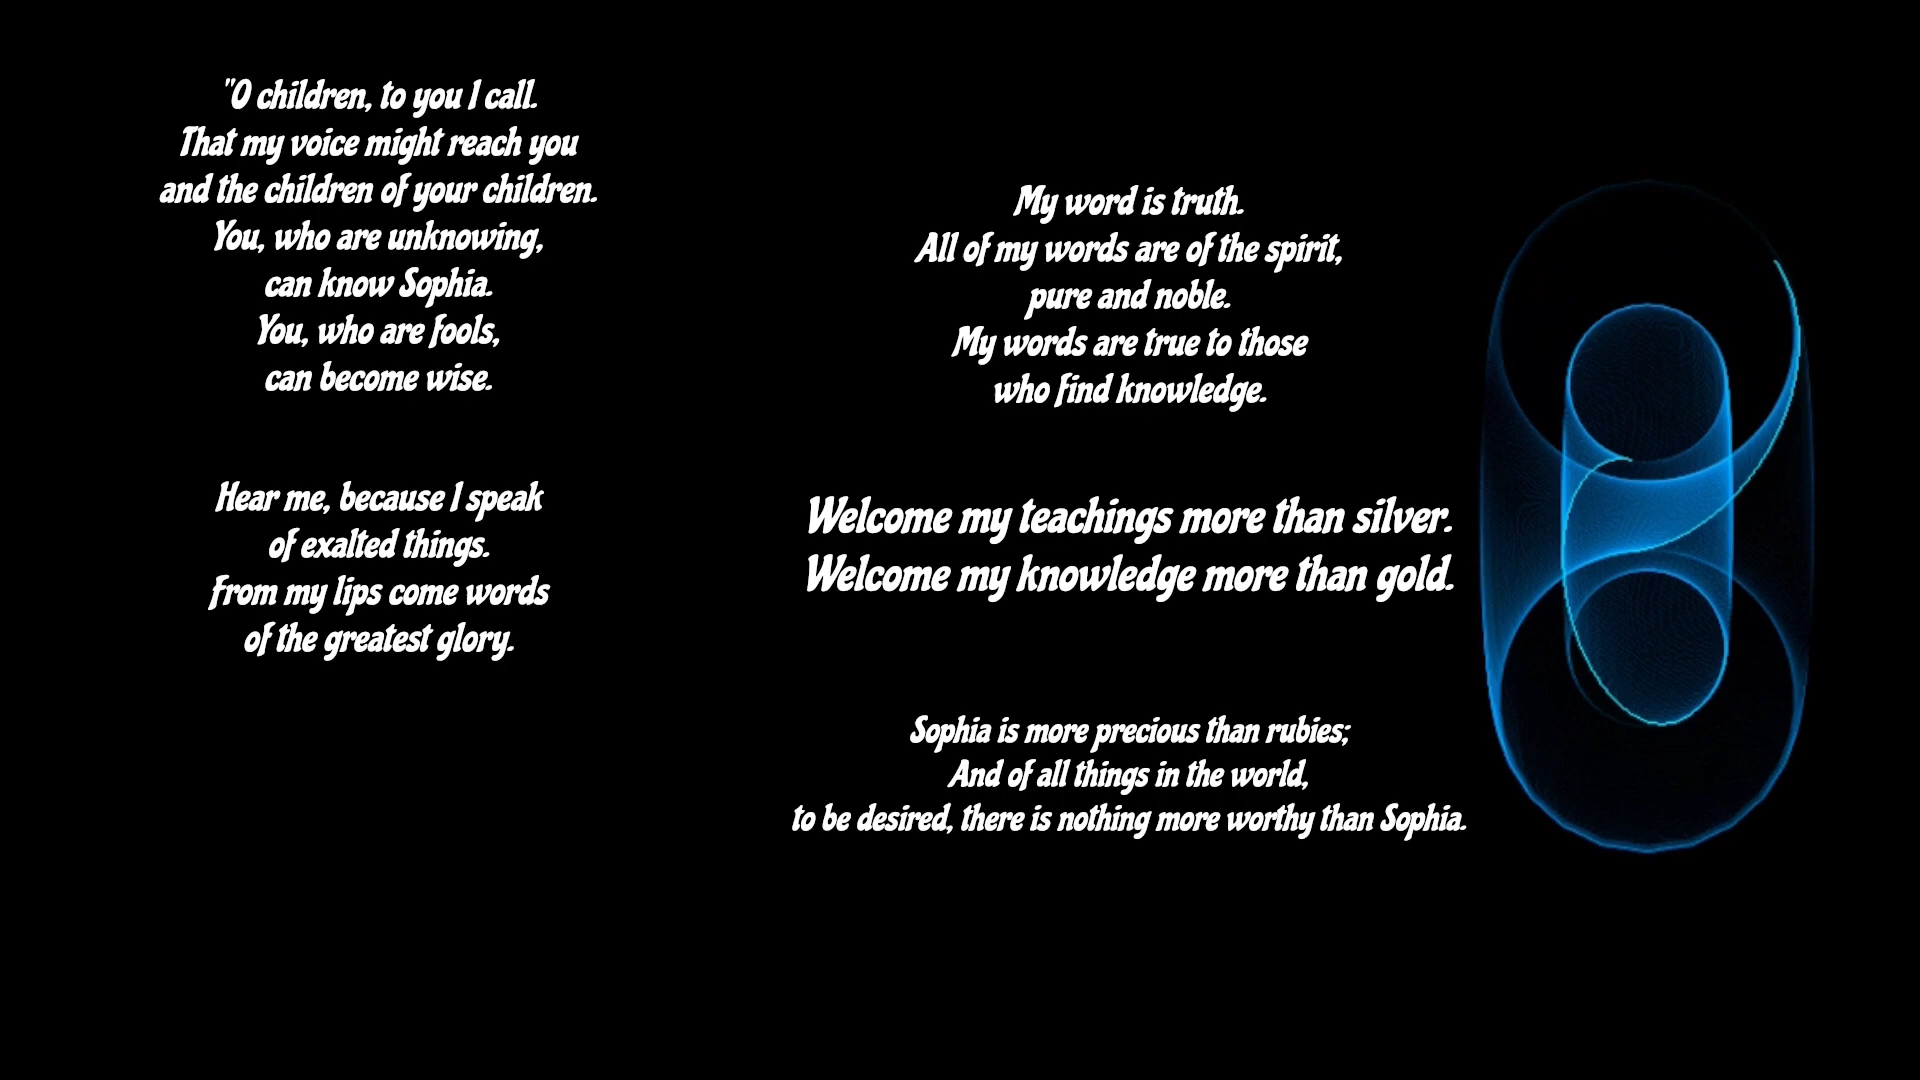 "O children, to you I call.
That my voice might reach you
and the children of your children.
You, who are unknowing,
can know Sophia.
You, who are fools,
can become wise.
Hear me, because I speak
of exalted things.
From my lips come words
of the greatest glory.
My word is truth.
All of my words are of the spirit,
pure and noble.
My words are true to those
who find knowledge.
Welcome my teachings more than silver.
Welcome my knowledge more than gold.
Sophia is more precious than rubies;
And of all things in the world,
to be desired, there is nothing more worthy than Sophia.